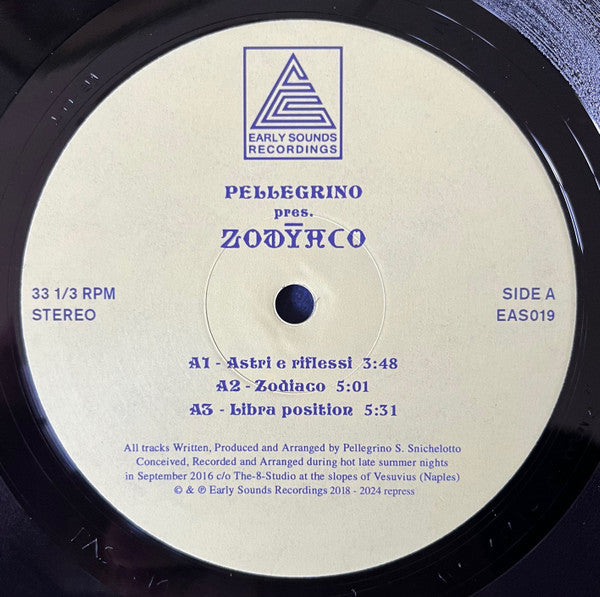 EARLY SOUNDS
RECORDINGS
PELLEGRINO
pres.
ZODȲACO
33 1/3 RPM
STEREO
SIDE A
EAS019
A1 - Astri e riflessi 3:48
A2 - Zodiaco 5:01
A3 - Libra position 5:31
All tracks Written, Produced and Arranged by Pellegrino S. Snichelotto
Conceived, Recorded and Arranged during hot late summer nights
in September 2016 c/o The-8-Studio at the slopes of Vesuvius (Naples)
© & ℗ Early Sounds Recordings 2018 - 2024 repress